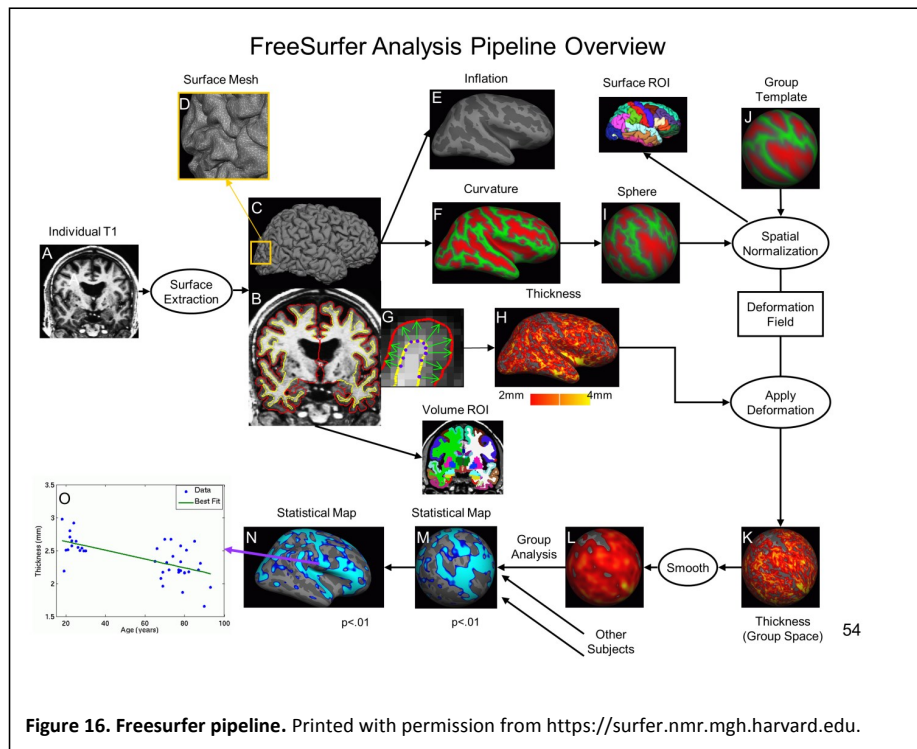 FreeSurfer Analysis Pipeline Overview
Surface Mesh
D
Inflation
E
Surface ROI
Group
Template
J
Individual T1
A
Surface
Extraction
C
B
Curvature
F
Sphere
I
Spatial
Normalization
Deformation
Field
Thickness
G
H
2mm
4mm
Apply
Deformation
Volume ROI
O
Data
Best Fit
Thickness (mm)
3.5
3
2.5
2
1.5
20
40
60
80
100
Age (years)
Statistical Map
N
p<.01
Statistical Map
M
p<.01
Group
Analysis
L
Smooth
K
Thickness
(Group Space)
Other
Subjects
54
Figure 16. Freesurfer pipeline. Printed with permission from https://surfer.nmr.mgh.harvard.edu.